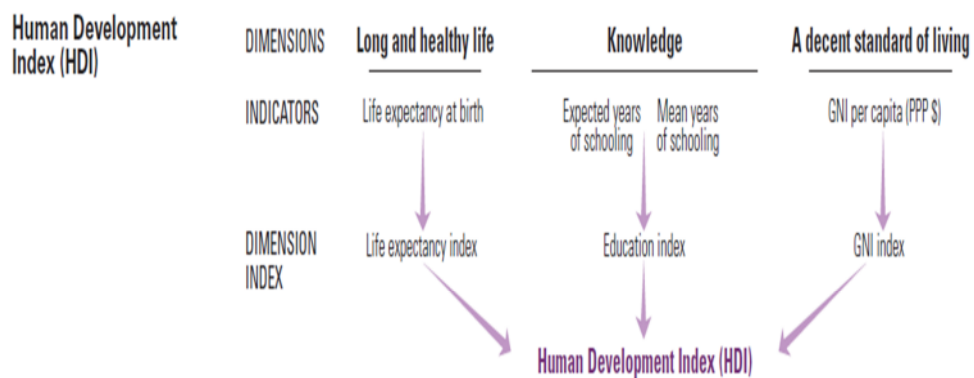 Human Development
Index (HDI)
DIMENSIONS Long and healthy life Knowledge A decent standard of living
INDICATORS Life expectancy at birth Expected years Mean years GNI per capita (PPP $)
of schooling of schooling
DIMENSION Life expectancy index Education index GNI index
INDEX
Human Development Index (HDI)